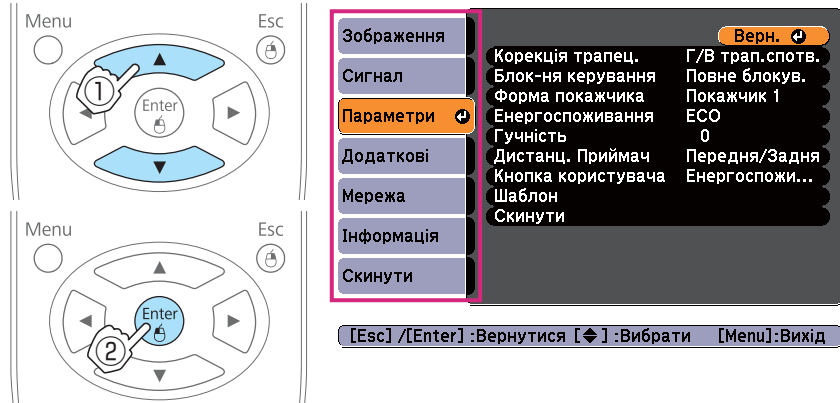 Menu
Esc
Enter
1
Menu
Esc
Enter
2
Зображення
Сигнал
Параметри
Додаткові
Мережа
Інформація
Скинути
Верн.
Корекція трапец. Г/В трап.спотв.
Блок-ня керування Повне блокув.
Форма покажчика Покажчик 1
Енергоспоживання ECO
Гучність 0
Дистанц. Приймач Передня/Задня
Кнопка користувача Енергоспожи...
Шаблон
Скинути
[Esc] /[Enter] :Вернутися [◆] :Вибрати [Menu]:Вихід